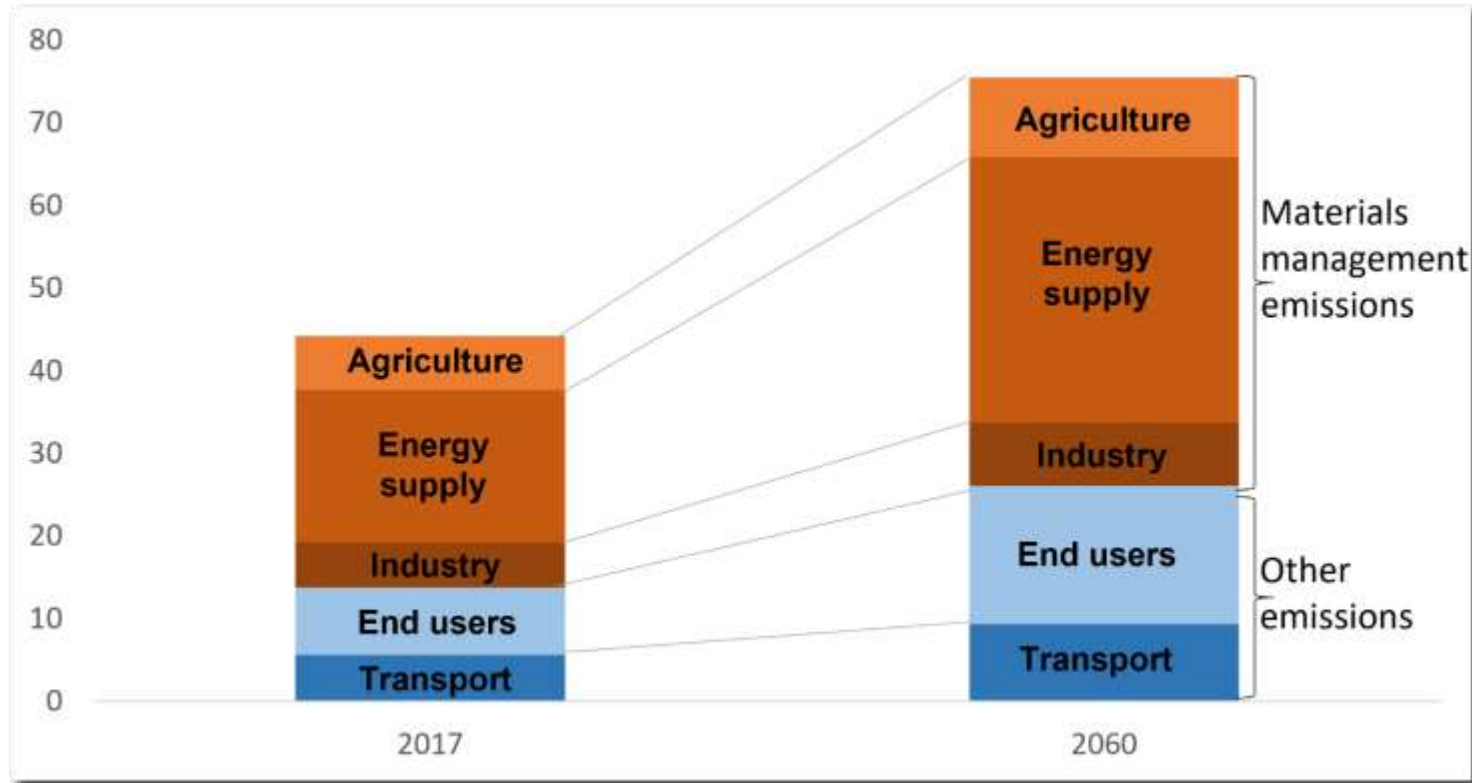 80
70
60
50
40
30
20
10
0
Agriculture
Energy
supply
Industry
End users
Transport
2017
Agriculture
Energy
supply
Industry
End users
Transport
2060
Materials
management
emissions
Other
emissions